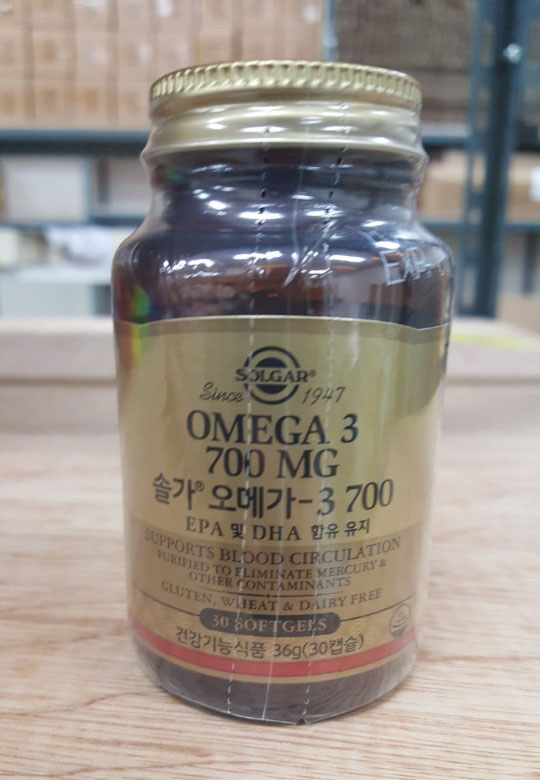 EXP
SOLGAR®
Since 1947
OMEGA 3
700 MG
솔가® 오메가-3 700
EPA 및 DHA 함유 유지
SUPPORTS BLOOD CIRCULATION
PURIFIED TO ELIMINATE MERCURY &
OTHER CONTAMINANTS
GLUTEN, WHEAT & DAIRY FREE
30 SOFTGELS
건강기능식품 36g(30캡슐)